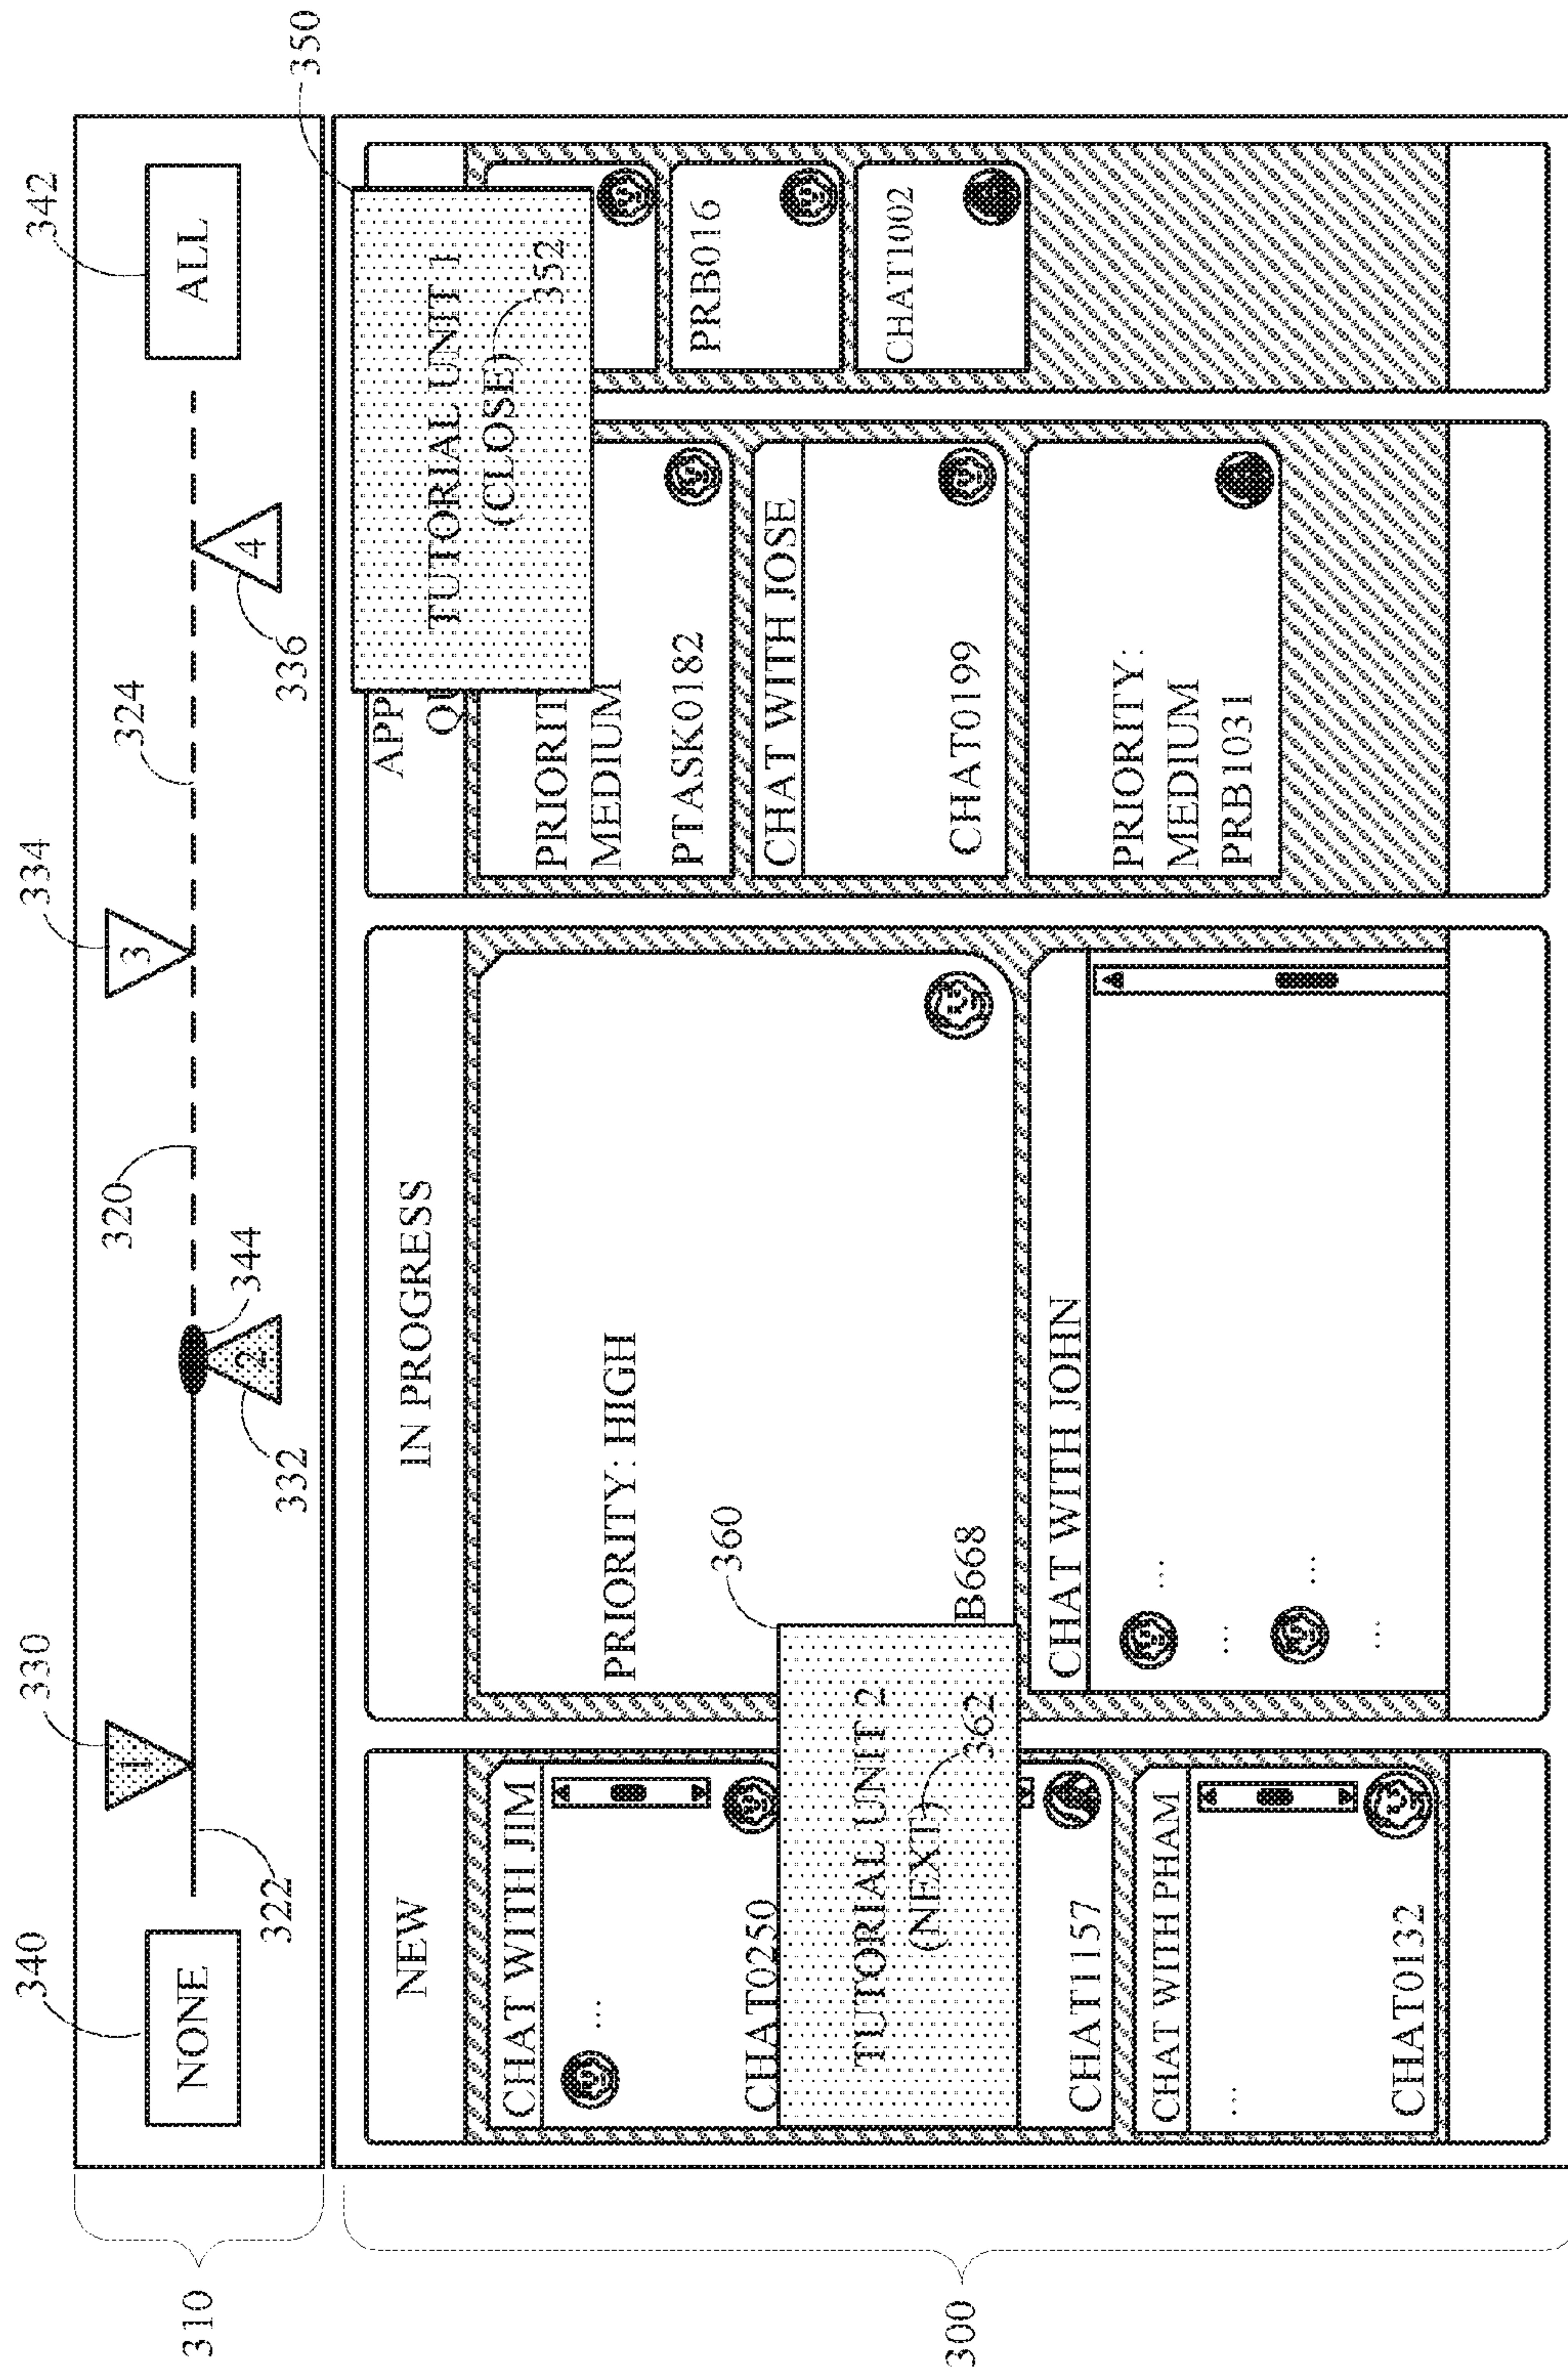 340
330
334
342
NONE
1
3
ALL
350
322
332
2
344
320
324
336
4
310
NEW
IN PROGRESS
APP
QU
TUTORIAL UNIT 1
(CLOSE)
352
CHAT WITH JIM
...
CHAT0250
PRIORITY: HIGH
360
TUTORIAL UNIT 2
(NEXT)
362
B668
CHAT1157
CHAT WITH PHAM
...
CHAT0132
CHAT WITH JOHN
...
...
...
...
PRIORIT
MEDIUM
PTASK0182
CHAT WITH JOSE
CHAT0199
PRIORITY:
MEDIUM
PRB1031
PRB016
CHAT1002
300